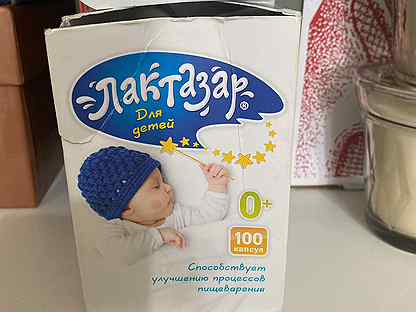 Лактазар®
Для
детей
0+
100
капсул
Способствует
улучшению процессов
пищеварения